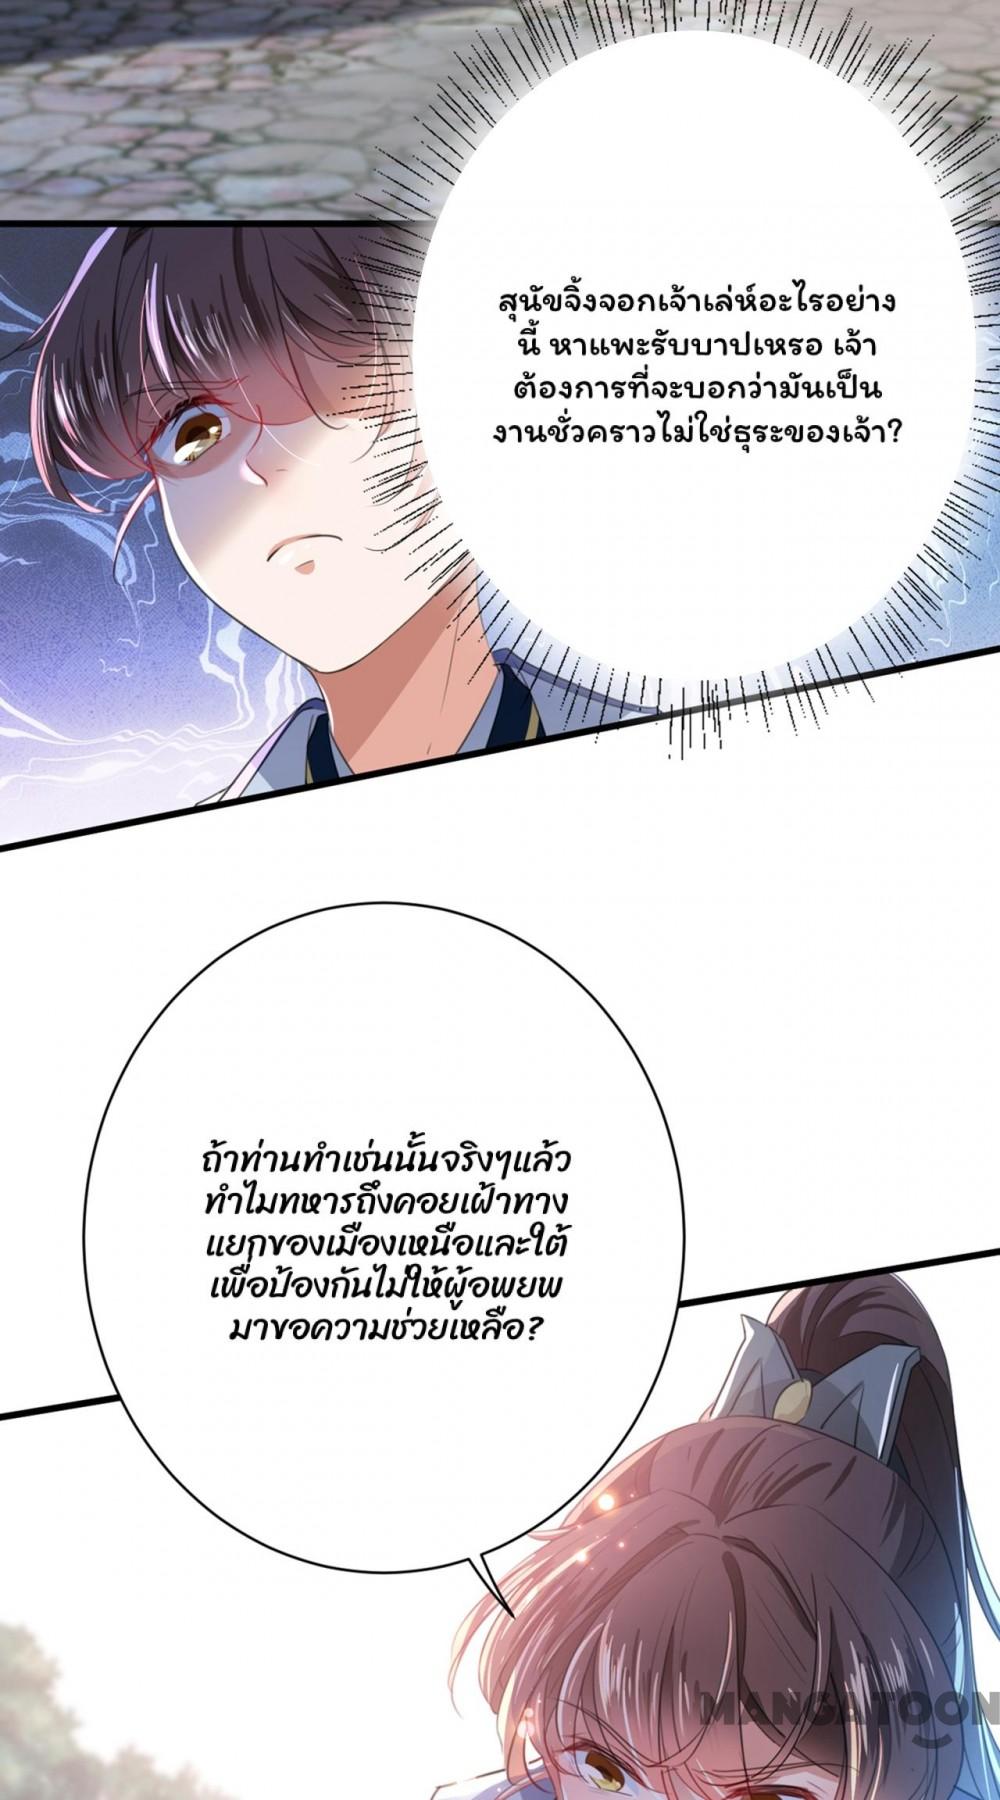 สุนัขจิ้งจอกเจ้าเล่ห์อะไรอย่าง
นี้ หาแพะรับบาปเหรอ เจ้า
ต้องการที่จะบอกว่ามันเป็น
งานชั่วคราวไม่ใช่ธุระของเจ้า?
ถ้าท่านทำเช่นนั้นจริงๆแล้ว
ทำไมทหารถึงคอยเฝ้าทาง
แยกของเมืองเหนือและใต้
เพื่อป้องกันไม่ให้ผู้อพยพ
มาขอความช่วยเหลือ?
MANGATOON